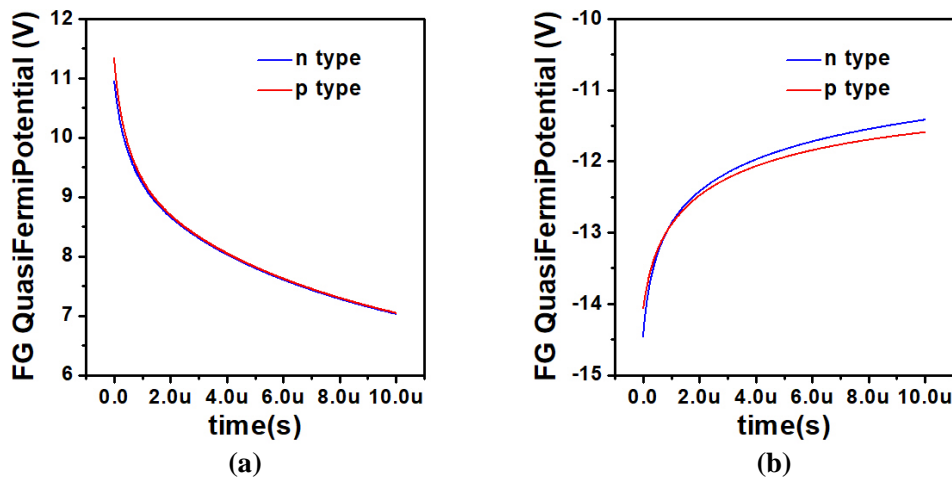 FG QuasiFermiPotential (V)
12
11
10
9
8
7
6
n type
p type
0.0 2.0u 4.0u 6.0u 8.0u 10.0u
time(s)
(a)
FG QuasiFermiPotential (V)
-10
-11
-12
-13
-14
-15
n type
p type
0.0 2.0u 4.0u 6.0u 8.0u 10.0u
time(s)
(b)